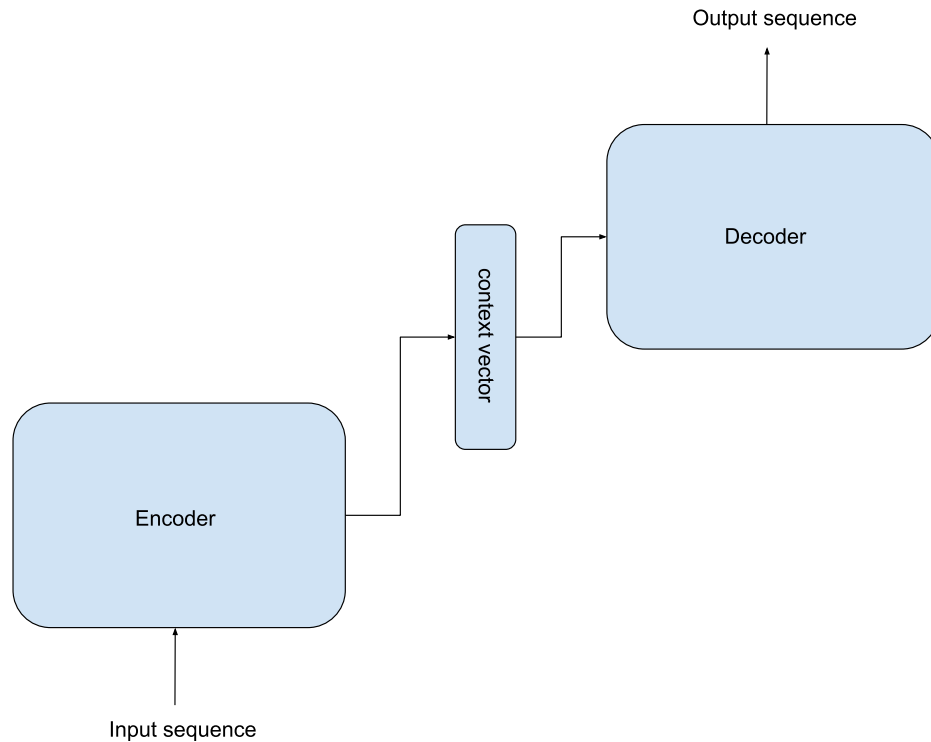 Output sequence
Decoder
context vector
Encoder
Input sequence